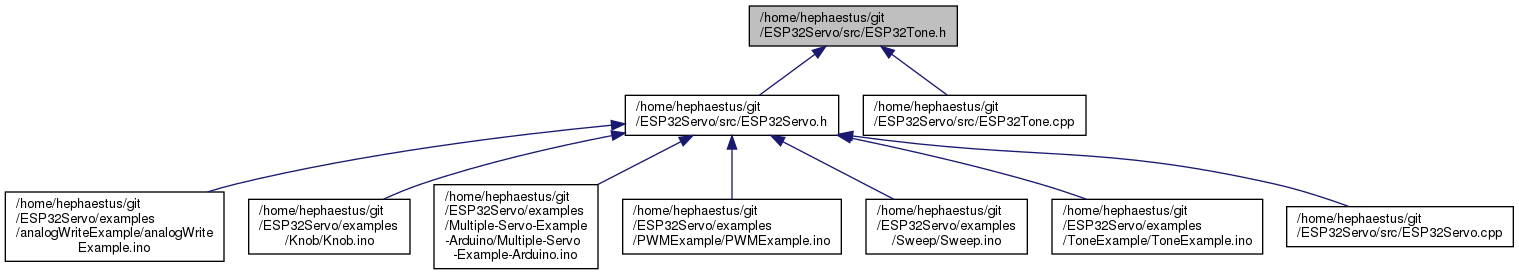 /home/hephaestus/git
/ESP32Servo/src/ESP32Tone.h
/home/hephaestus/git
/ESP32Servo/src/ESP32Servo.h
/home/hephaestus/git
/ESP32Servo/src/ESP32Tone.cpp
/home/hephaestus/git
/ESP32Servo/examples
/analogWriteExample/analogWrite
Example.ino
/home/hephaestus/git
/ESP32Servo/examples
/Knob/Knob.ino
/home/hephaestus/git
/ESP32Servo/examples
/Multiple-Servo-Example
-Arduino/Multiple-Servo
-Example-Arduino.ino
/home/hephaestus/git
/ESP32Servo/examples
/PWMExample/PWMExample.ino
/home/hephaestus/git
/ESP32Servo/examples
/Sweep/Sweep.ino
/home/hephaestus/git
/ESP32Servo/examples
/ToneExample/ToneExample.ino
/home/hephaestus/git
/ESP32Servo/src/ESP32Servo.cpp